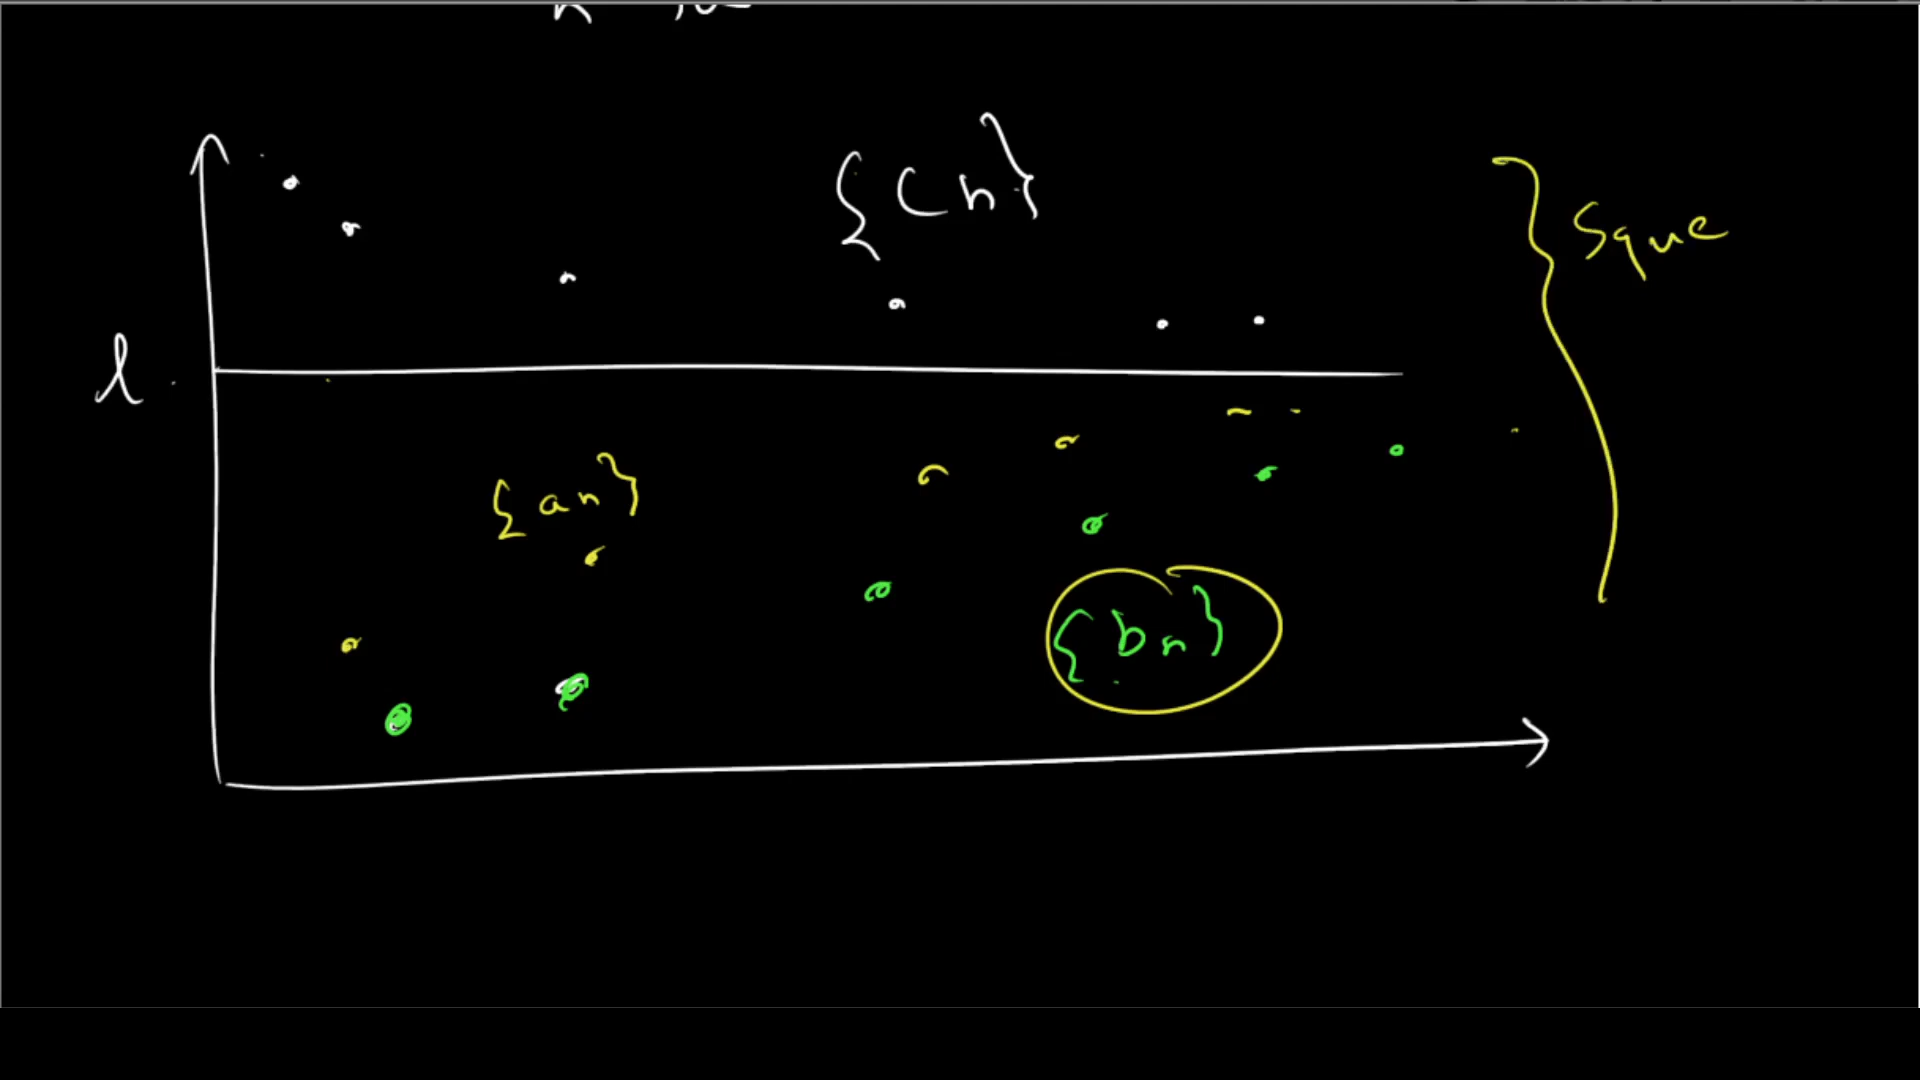 {Cn}
Sque
l
{an}
{bn}